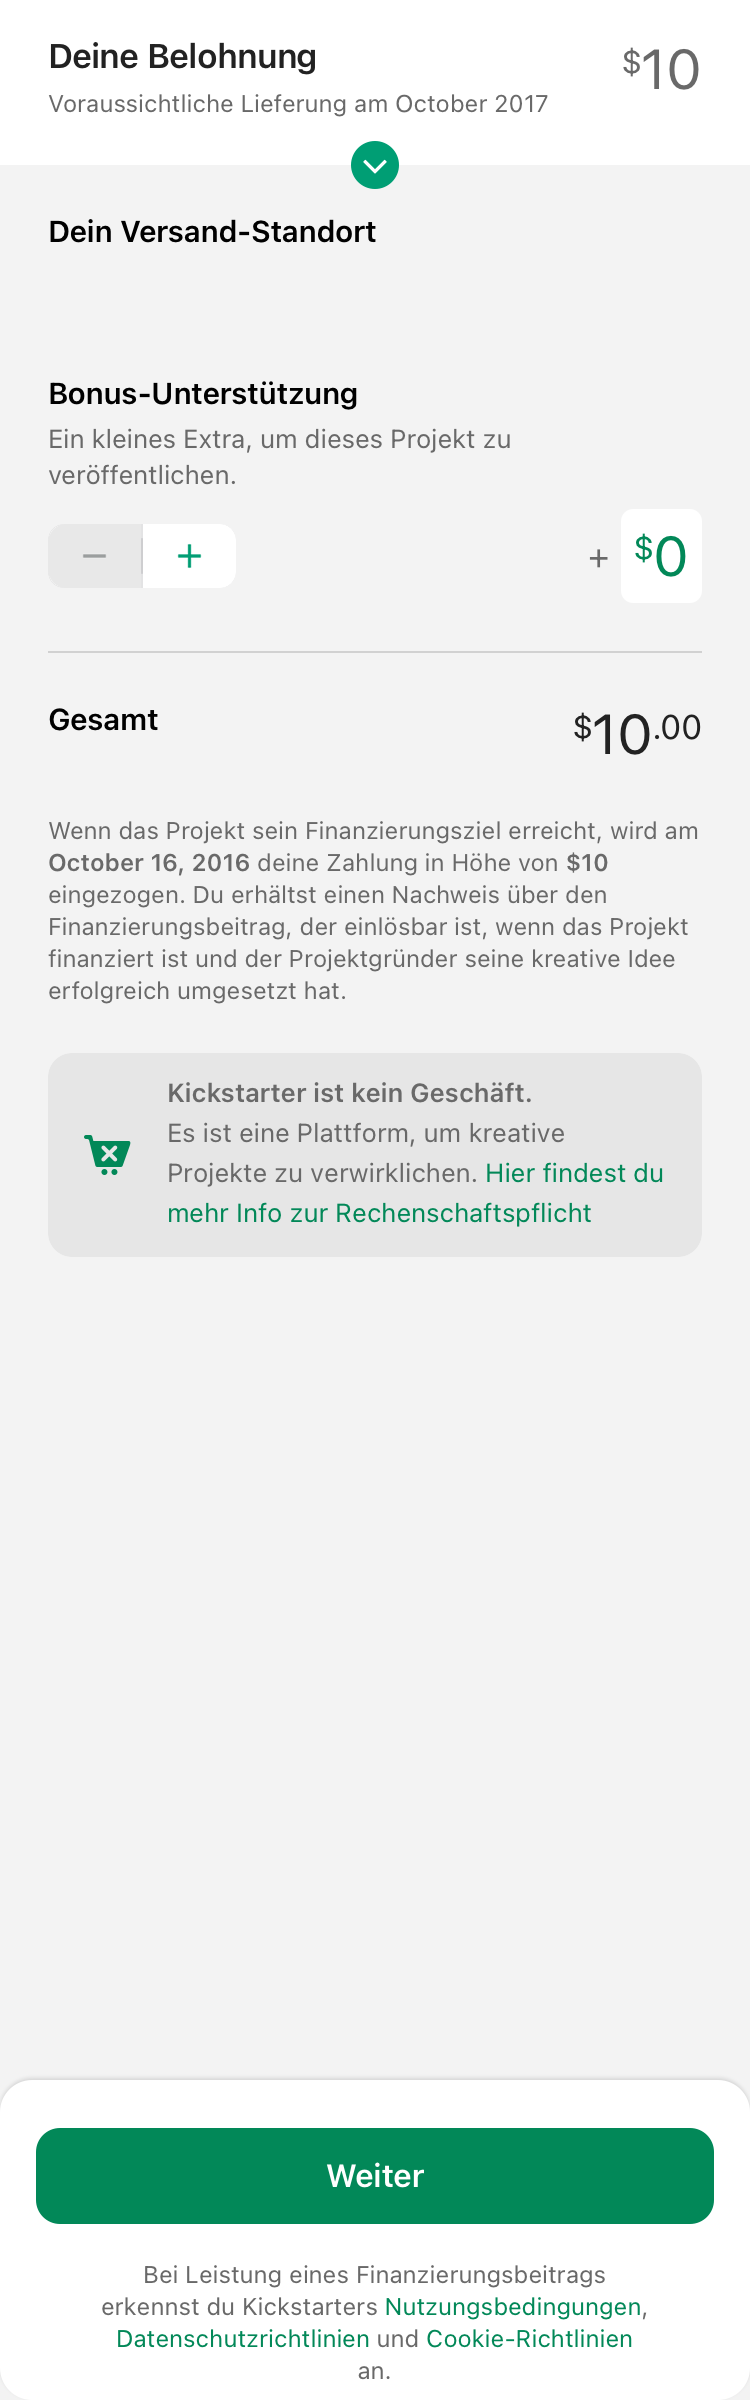 Deine Belohnung
$10
Voraussichtliche Lieferung am October 2017
Dein Versand-Standort
Bonus-Unterstützung
Ein kleines Extra, um dieses Projekt zu
veröffentlichen.
− + + $0
Gesamt
$10.00
Wenn das Projekt sein Finanzierungsziel erreicht, wird am
October 16, 2016 deine Zahlung in Höhe von $10
eingezogen. Du erhältst einen Nachweis über den
Finanzierungsbeitrag, der einlösbar ist, wenn das Projekt
finanziert ist und der Projektgründer seine kreative Idee
erfolgreich umgesetzt hat.
Kickstarter ist kein Geschäft.
Es ist eine Plattform, um kreative
Projekte zu verwirklichen. Hier findest du
mehr Info zur Rechenschaftspflicht
Weiter
Bei Leistung eines Finanzierungsbeitrags
erkennst du Kickstarters Nutzungsbedingungen,
Datenschutzrichtlinien und Cookie-Richtlinien
an.